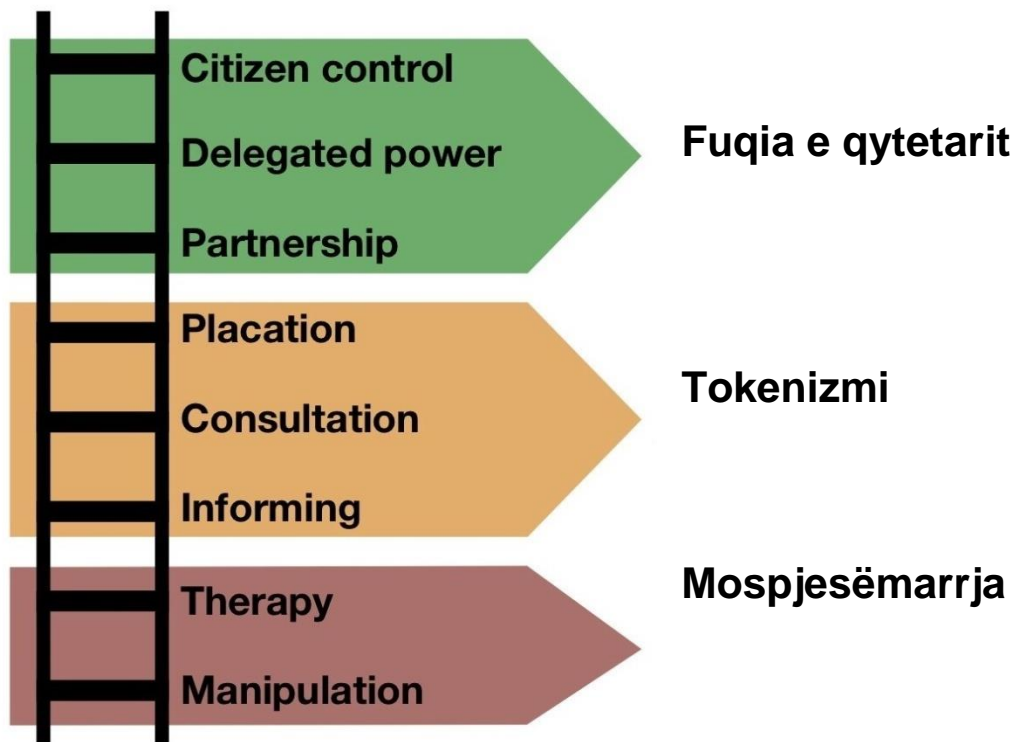 Citizen control
Delegated power
Fuqia e qytetarit
Partnership
Placation
Tokenizmi
Consultation
Informing
Mospjesëmarrja
Therapy
Manipulation